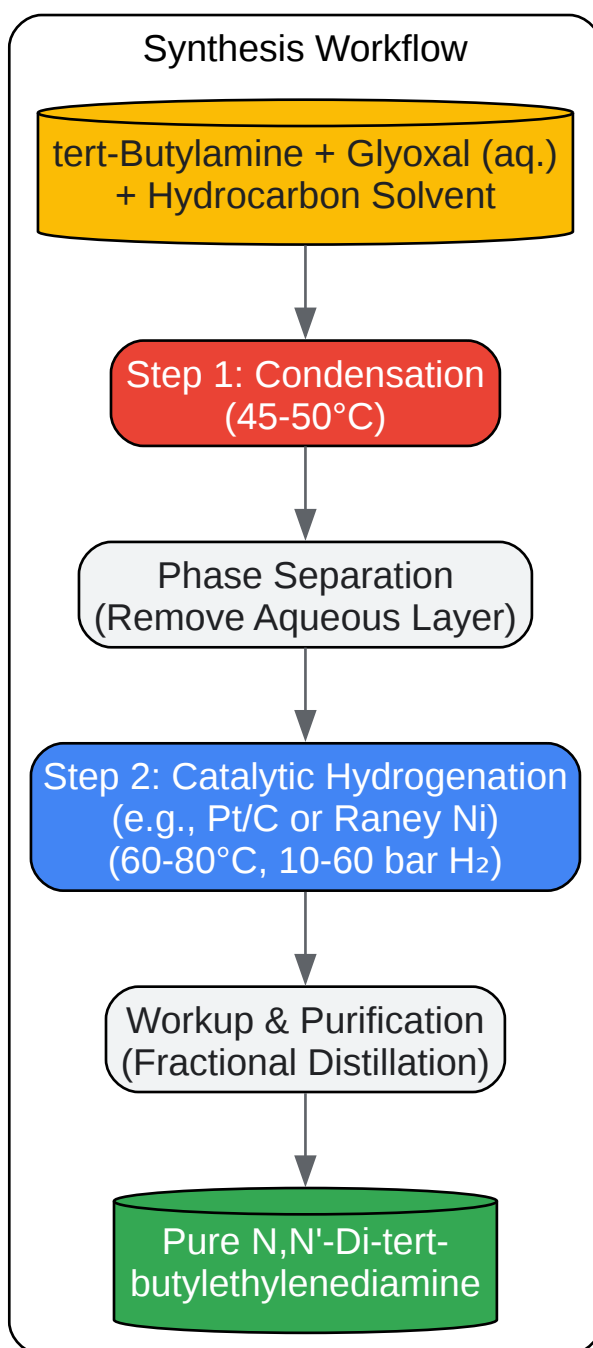 Synthesis Workflow
tert-Butylamine + Glyoxal (aq.)
+ Hydrocarbon Solvent
Step 1: Condensation
(45-50°C)
Phase Separation
(Remove Aqueous Layer)
Step 2: Catalytic Hydrogenation
(e.g., Pt/C or Raney Ni)
(60-80°C, 10-60 bar H₂)
Workup & Purification
(Fractional Distillation)
Pure N,N'-Di-tert-
butylethylenediamine